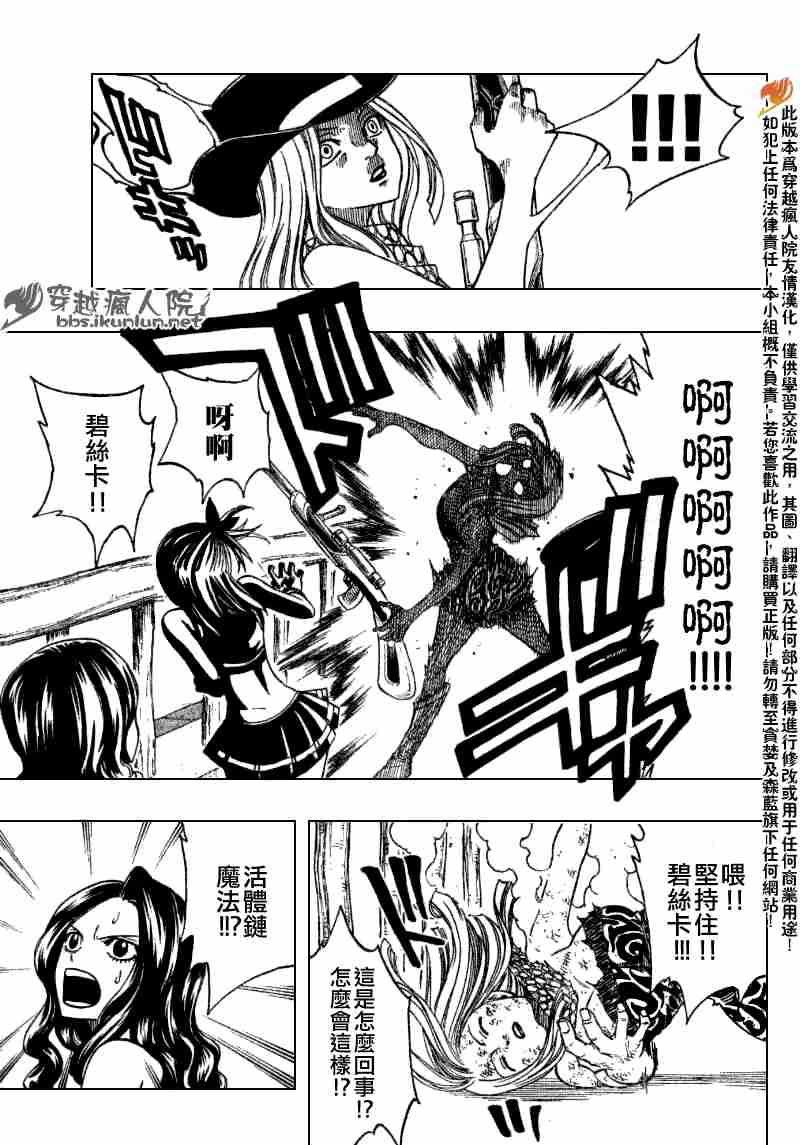 !!!
啊啊啊啊啊!!!!
呀啊
碧絲卡!!
喂!!
堅持住!!
碧絲卡!!!
這是怎麼回事!?
怎麼會這樣!?
活體鏈
魔法!!?
穿越瘋人院
bbs.ikunlun.net
此版本爲穿越瘋人院友情漢化，僅供學習交流之用，其圖、翻譯以及任何部分不得進行修改或用于任何商業用途！
如犯上任何法律責任，本小組概不負責。若您喜歡此作品，請購買正版！請勿轉至貪婪及森藍旗下任何網站！